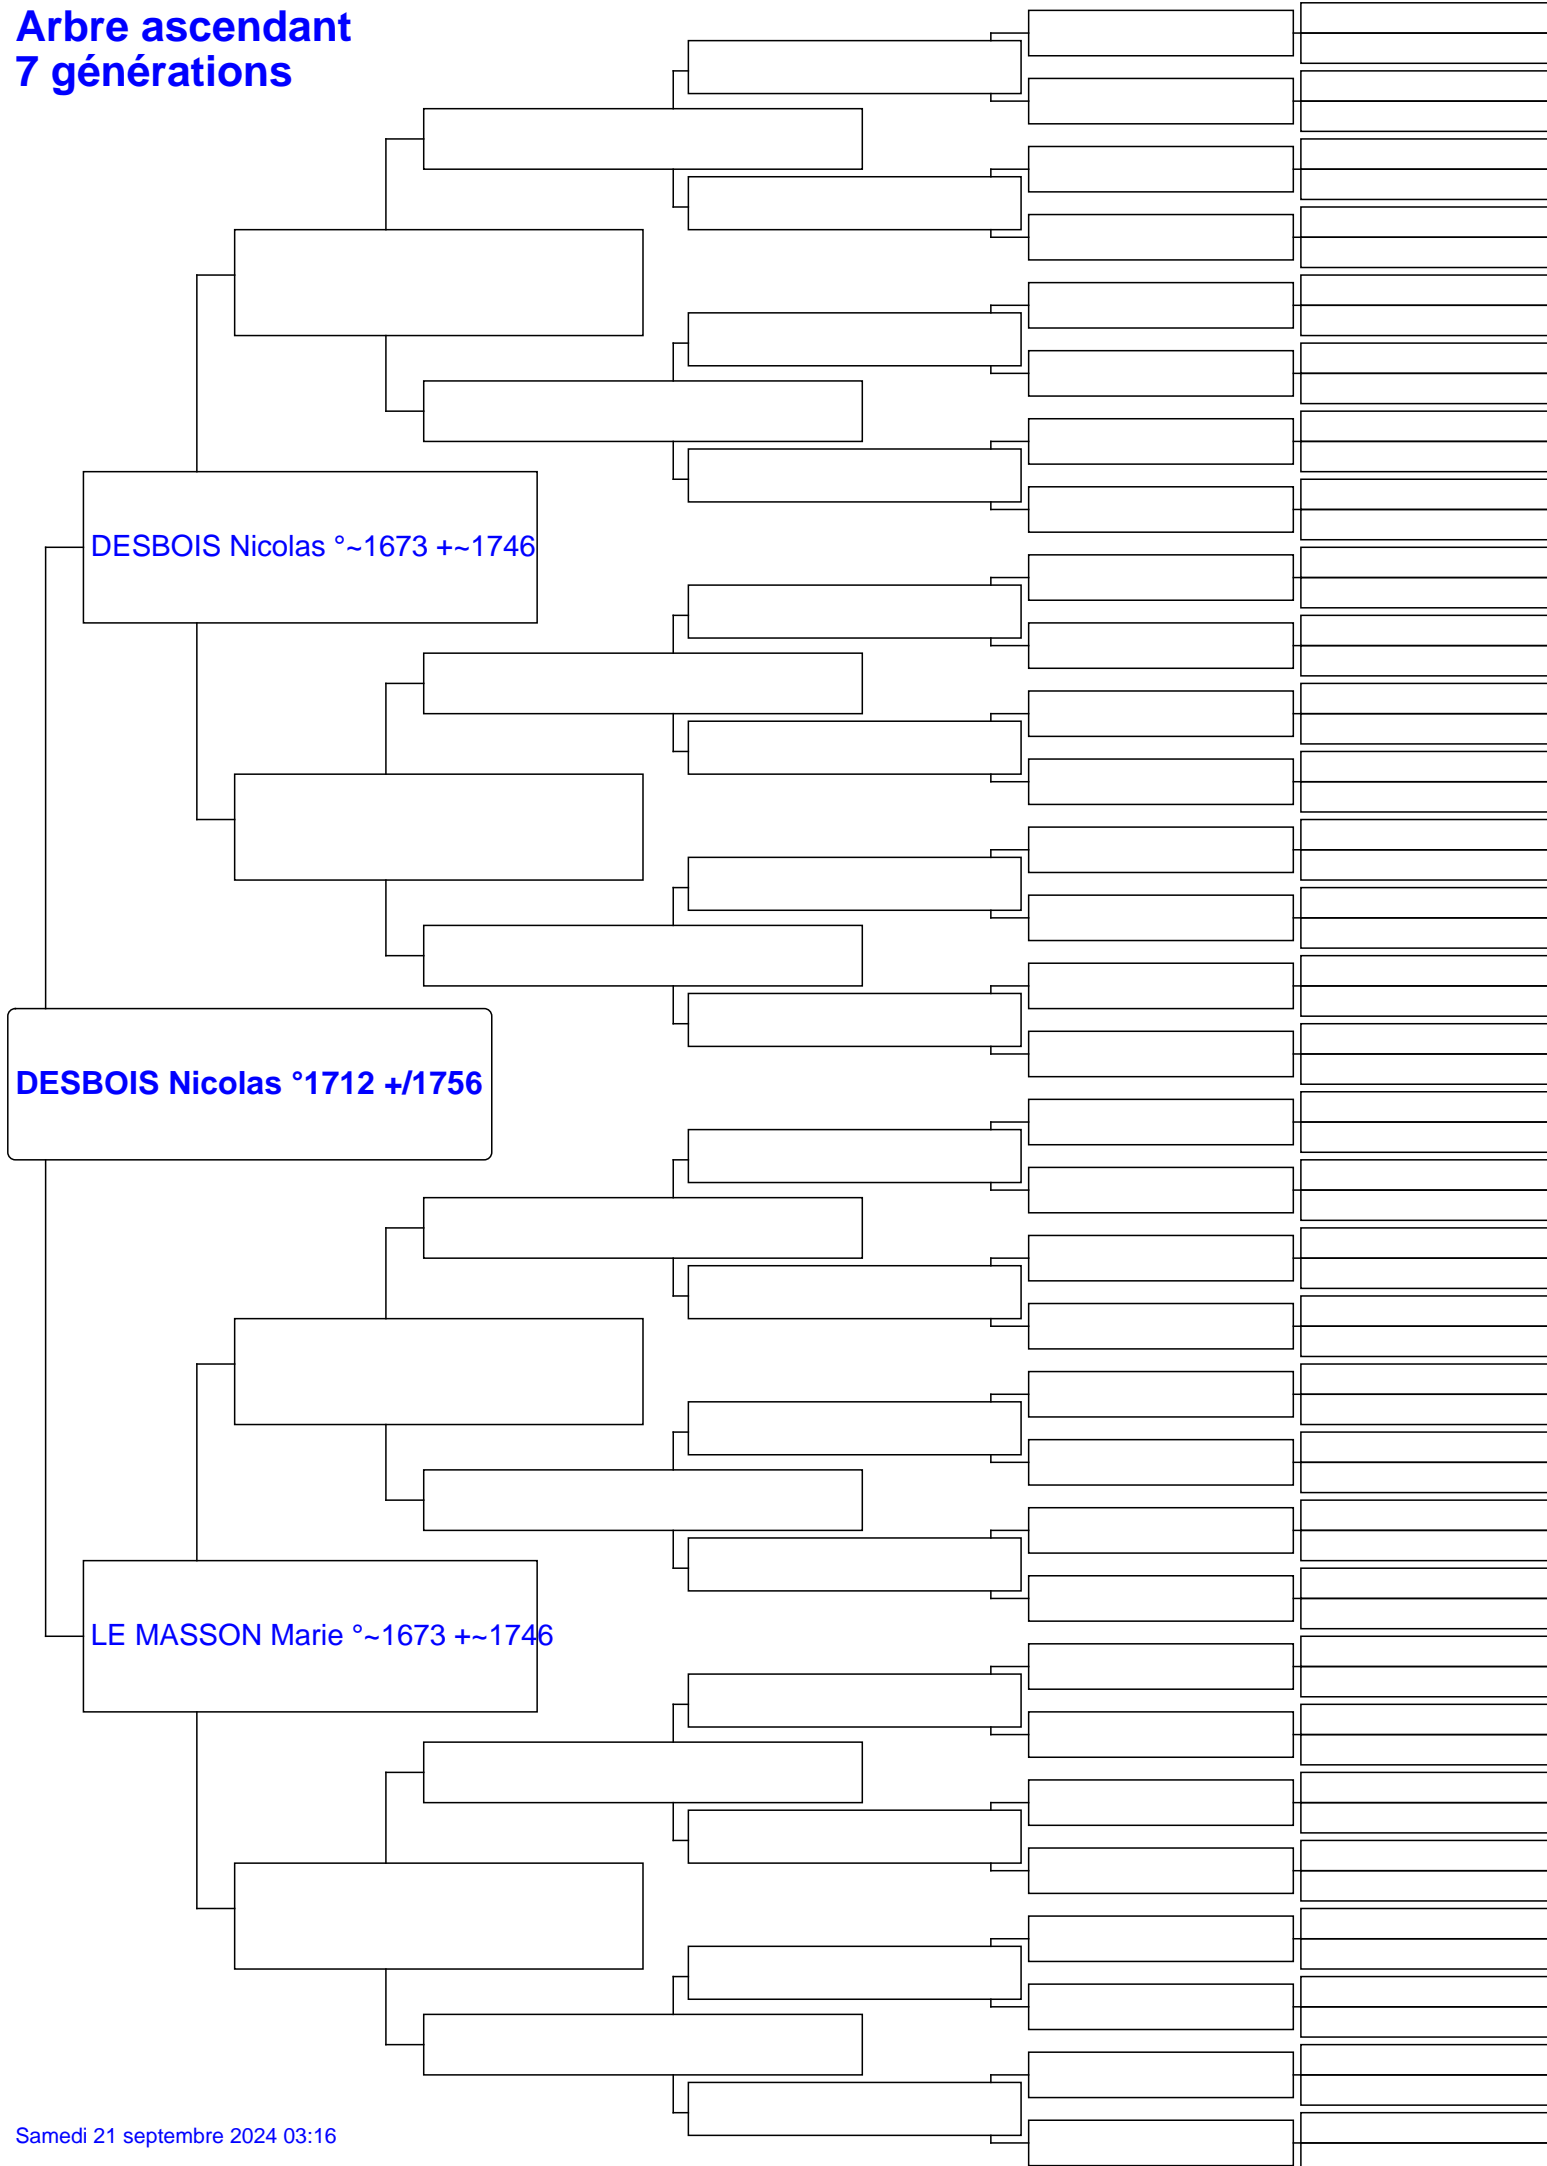 Arbre ascendant
7 générations
DESBOIS Nicolas °~1673 +~1746
DESBOIS Nicolas °1712 +/1756
LE MASSON Marie °~1673 +~1746
Samedi 21 septembre 2024 03:16